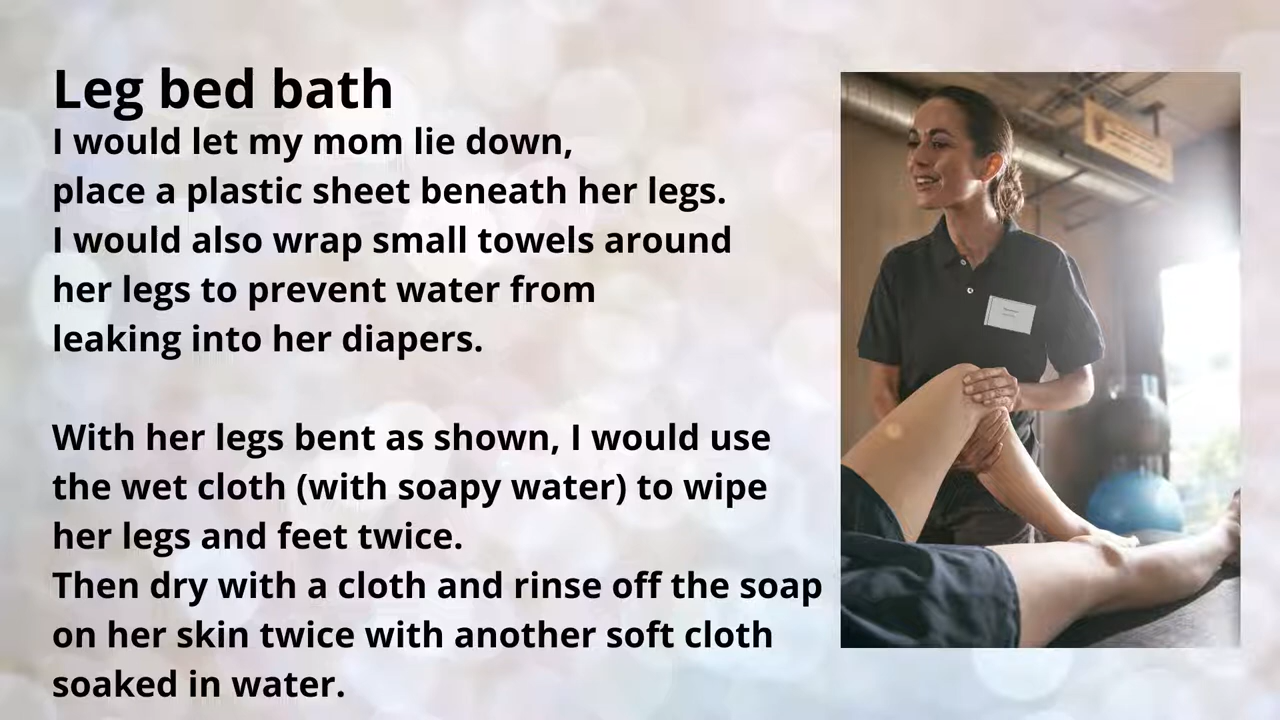 Leg bed bath
I would let my mom lie down,
place a plastic sheet beneath her legs.
I would also wrap small towels around
her legs to prevent water from
leaking into her diapers.
With her legs bent as shown, I would use
the wet cloth (with soapy water) to wipe
her legs and feet twice.
Then dry with a cloth and rinse off the soap
on her skin twice with another soft cloth
soaked in water.